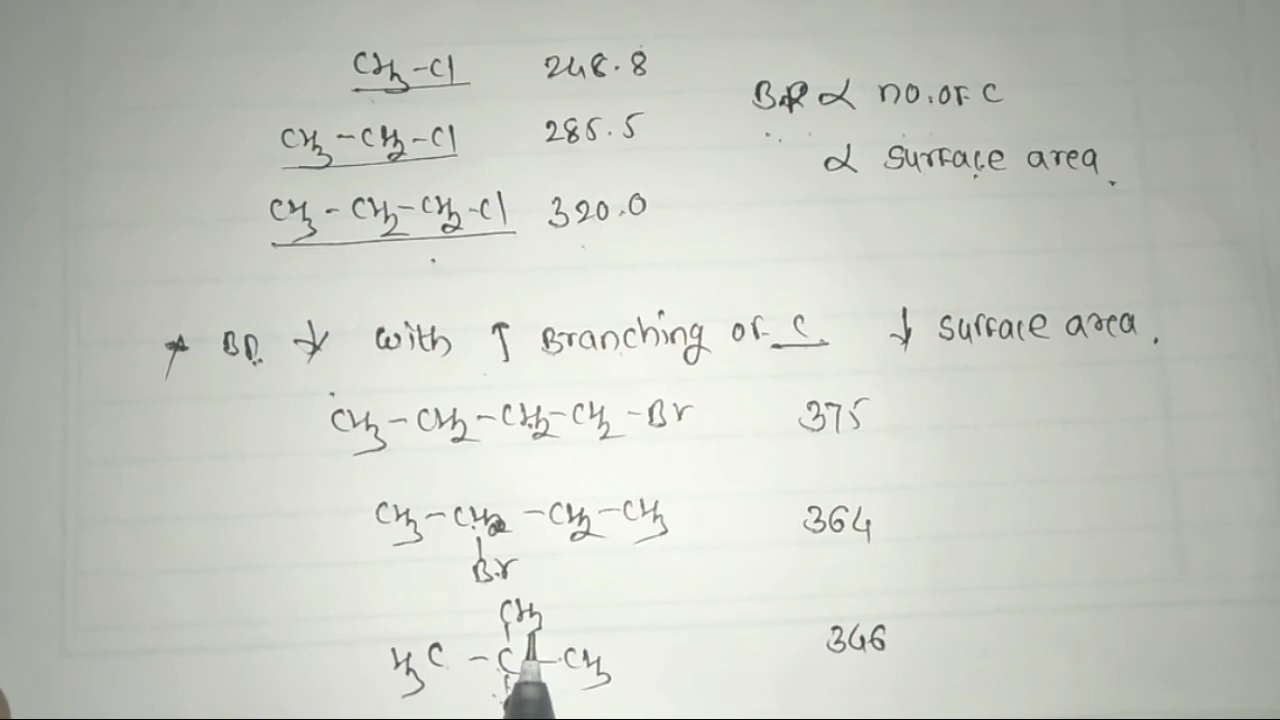 CH3-Cl 248.8
BP ∝ no. of C
CH3-CH2-Cl 285.5
∝ surface area.
CH3-CH2-CH2-Cl 320.0
* BP. ↓ with ↑ Branching of C. ↓ surface area.
CH3-CH2-CH2-CH2-Br 375
CH3-CH-CH2-CH3 364
Br
CH3
H3C-C-CH3 346